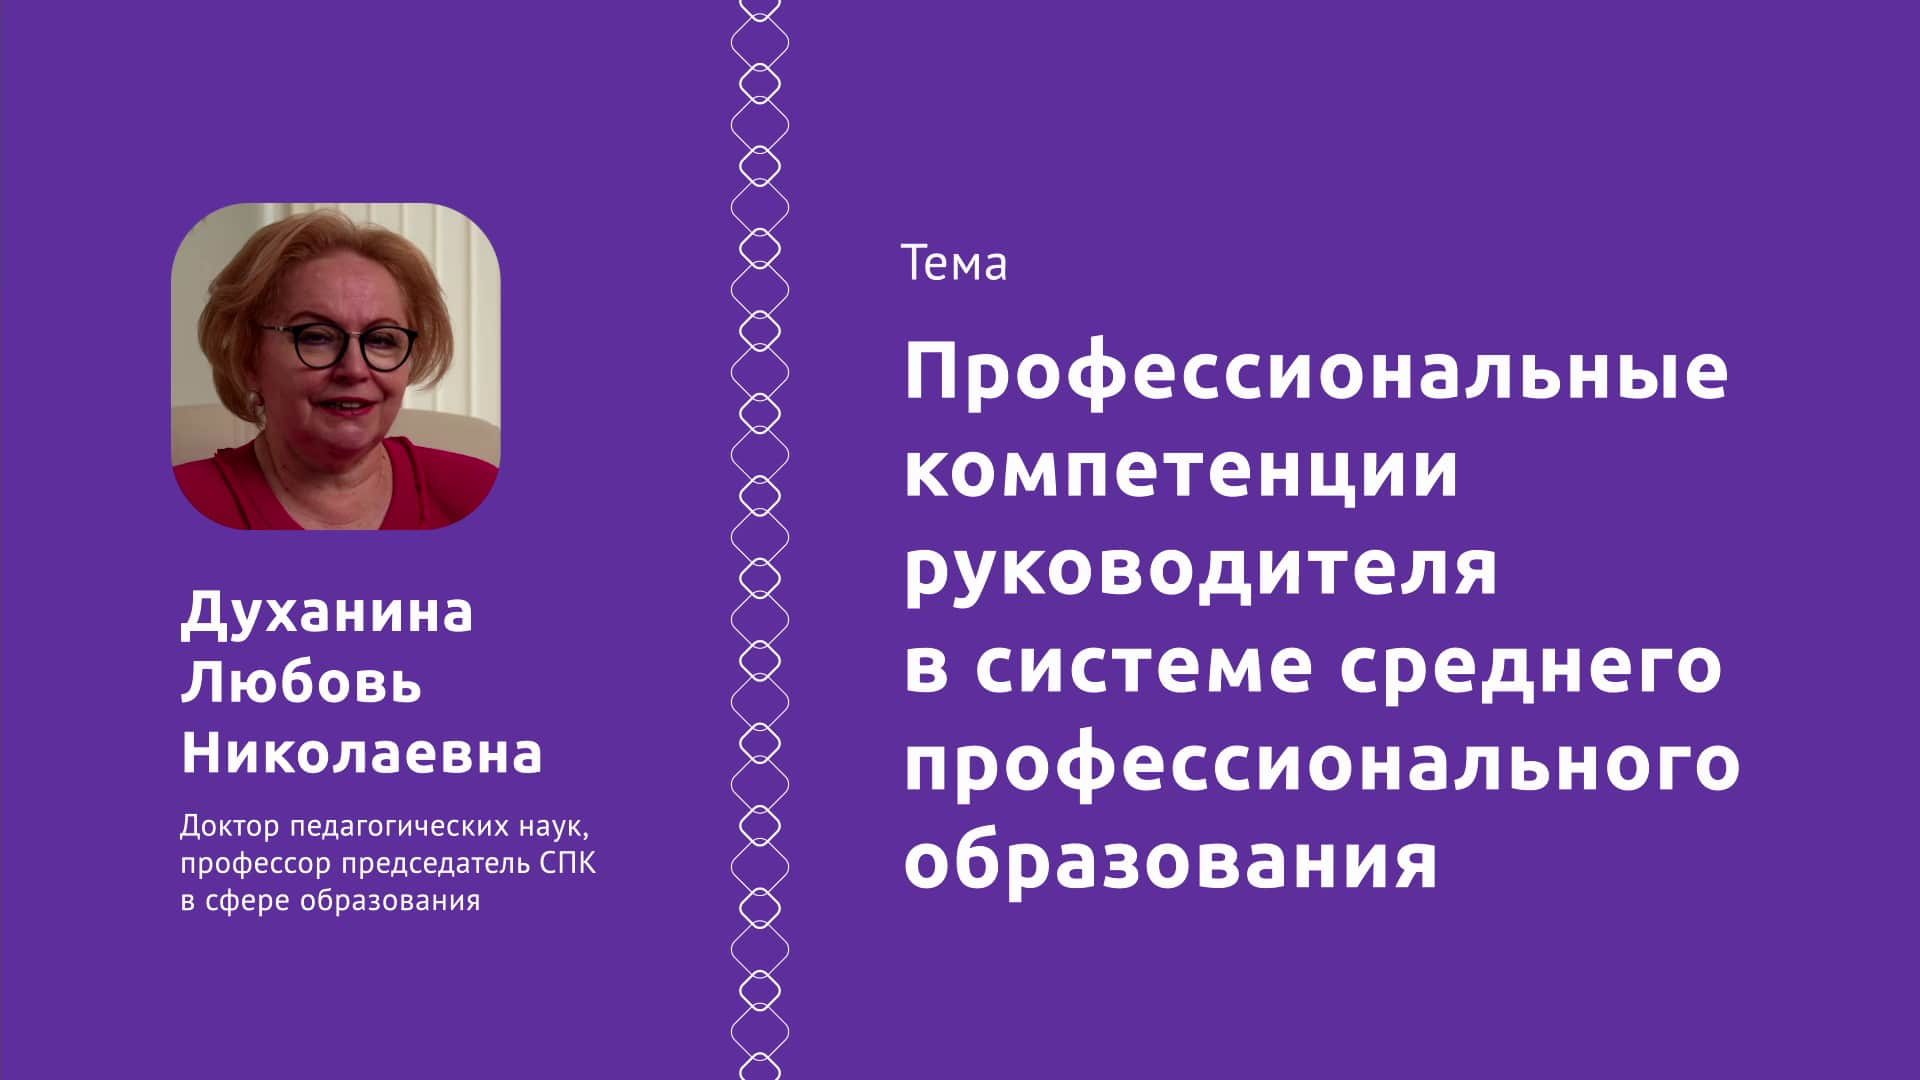 Духанина
Любовь
Николаевна
Доктор педагогических наук,
профессор председатель СПК
в сфере образования
Тема
Профессиональные
компетенции
руководителя
в системе среднего
профессионального
образования